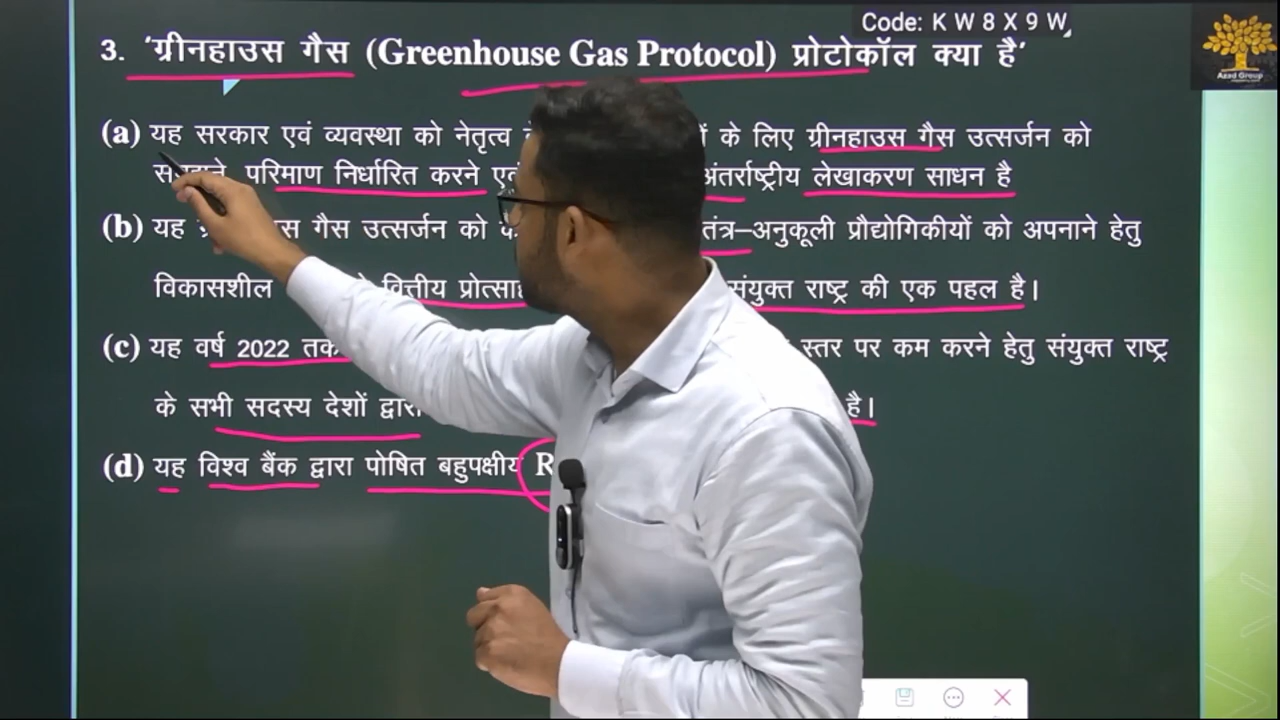 Code: K W 8 X 9 W
Azad Group
3. 'ग्रीनहाउस गैस (Greenhouse Gas Protocol) प्रोटोकॉल क्या है'
(a) यह सरकार एवं व्यवस्था को नेतृत्व के लिए ग्रीनहाउस गैस उत्सर्जन को
परिमाण निर्धारित करने अंतर्राष्ट्रीय लेखाकरण साधन है
(b) यह गैस उत्सर्जन को तंत्र–अनुकूली प्रौद्योगिकीयों को अपनाने हेतु
विकासशील वित्तीय संयुक्त राष्ट्र की एक पहल है।
(c) यह वर्ष 2022 तक स्तर पर कम करने हेतु संयुक्त राष्ट्र
के सभी सदस्य देशों द्वारा है।
(d) यह विश्व बैंक द्वारा पोषित बहुपक्षीय